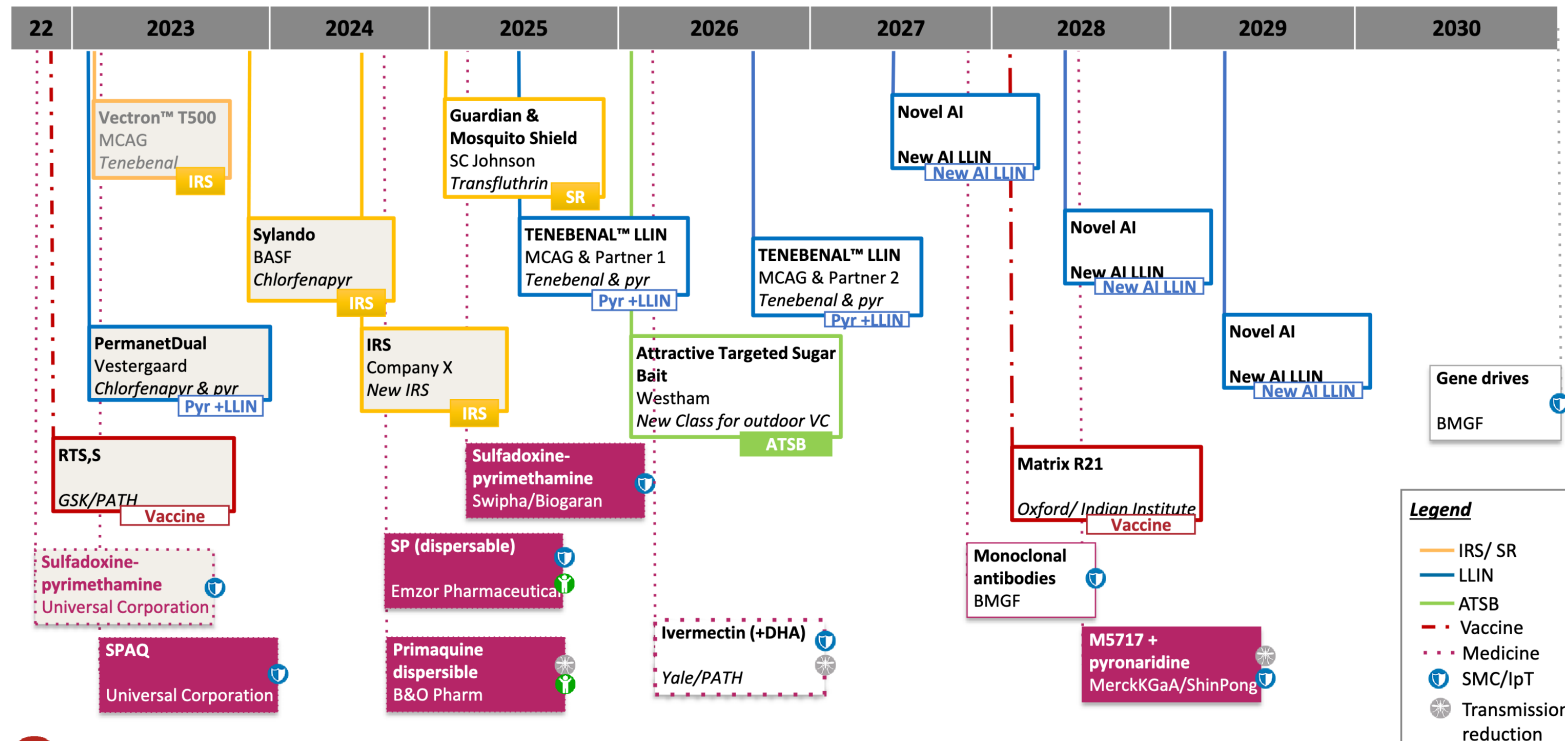 22
2023
2024
2025
2026
2027
2028
2029
2030
Vectron™ T500
MCAG
Tenebenal
IRS
Guardian &
Mosquito Shield
SC Johnson
Transfluthrin
SR
Novel AI
New AI LLIN
New AI LLIN
Sylando
BASF
Chlorfenapyr
IRS
TENEBENAL™ LLIN
MCAG & Partner 1
Tenebenal & pyr
Pyr +LLIN
TENEBENAL™ LLIN
MCAG & Partner 2
Tenebenal & pyr
Pyr +LLIN
Novel AI
New AI LLIN
New AI LLIN
PermanetDual
Vestergaard
Chlorfenapyr & pyr
Pyr +LLIN
IRS
Company X
New IRS
IRS
Attractive Targeted Sugar
Bait
Westham
New Class for outdoor VC
ATSB
Novel AI
New AI LLIN
New AI LLIN
Gene drives
BMGF
RTS,S
GSK/PATH
Vaccine
Sulfadoxine-
pyrimethamine
Swipha/Biogaran
Matrix R21
Oxford/ Indian Institute
Vaccine
Sulfadoxine-
pyrimethamine
Universal Corporation
SP (dispersable)
Emzor Pharmaceutical
Monoclonal
antibodies
BMGF
SPAQ
Universal Corporation
Primaquine
dispersible
B&O Pharm
Ivermectin (+DHA)
Yale/PATH
M5717 +
pyronaridine
MerckKGaA/ShinPong
Legend
IRS/ SR
LLIN
ATSB
Vaccine
Medicine
SMC/IpT
Transmission
reduction